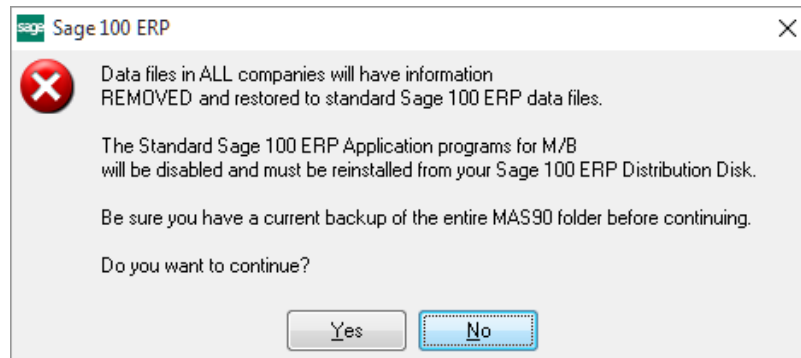 sage Sage 100 ERP
Data files in ALL companies will have information
REMOVED and restored to standard Sage 100 ERP data files.
The Standard Sage 100 ERP Application programs for M/B
will be disabled and must be reinstalled from your Sage 100 ERP Distribution Disk.
Be sure you have a current backup of the entire MAS90 folder before continuing.
Do you want to continue?
Yes No